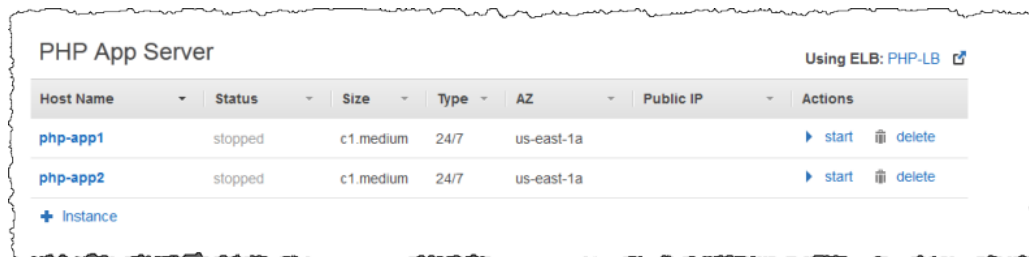 PHP App Server
Using ELB: PHP-LB
Host Name Status Size Type AZ Public IP Actions
php-app1 stopped c1.medium 24/7 us-east-1a start delete
php-app2 stopped c1.medium 24/7 us-east-1a start delete
Instance